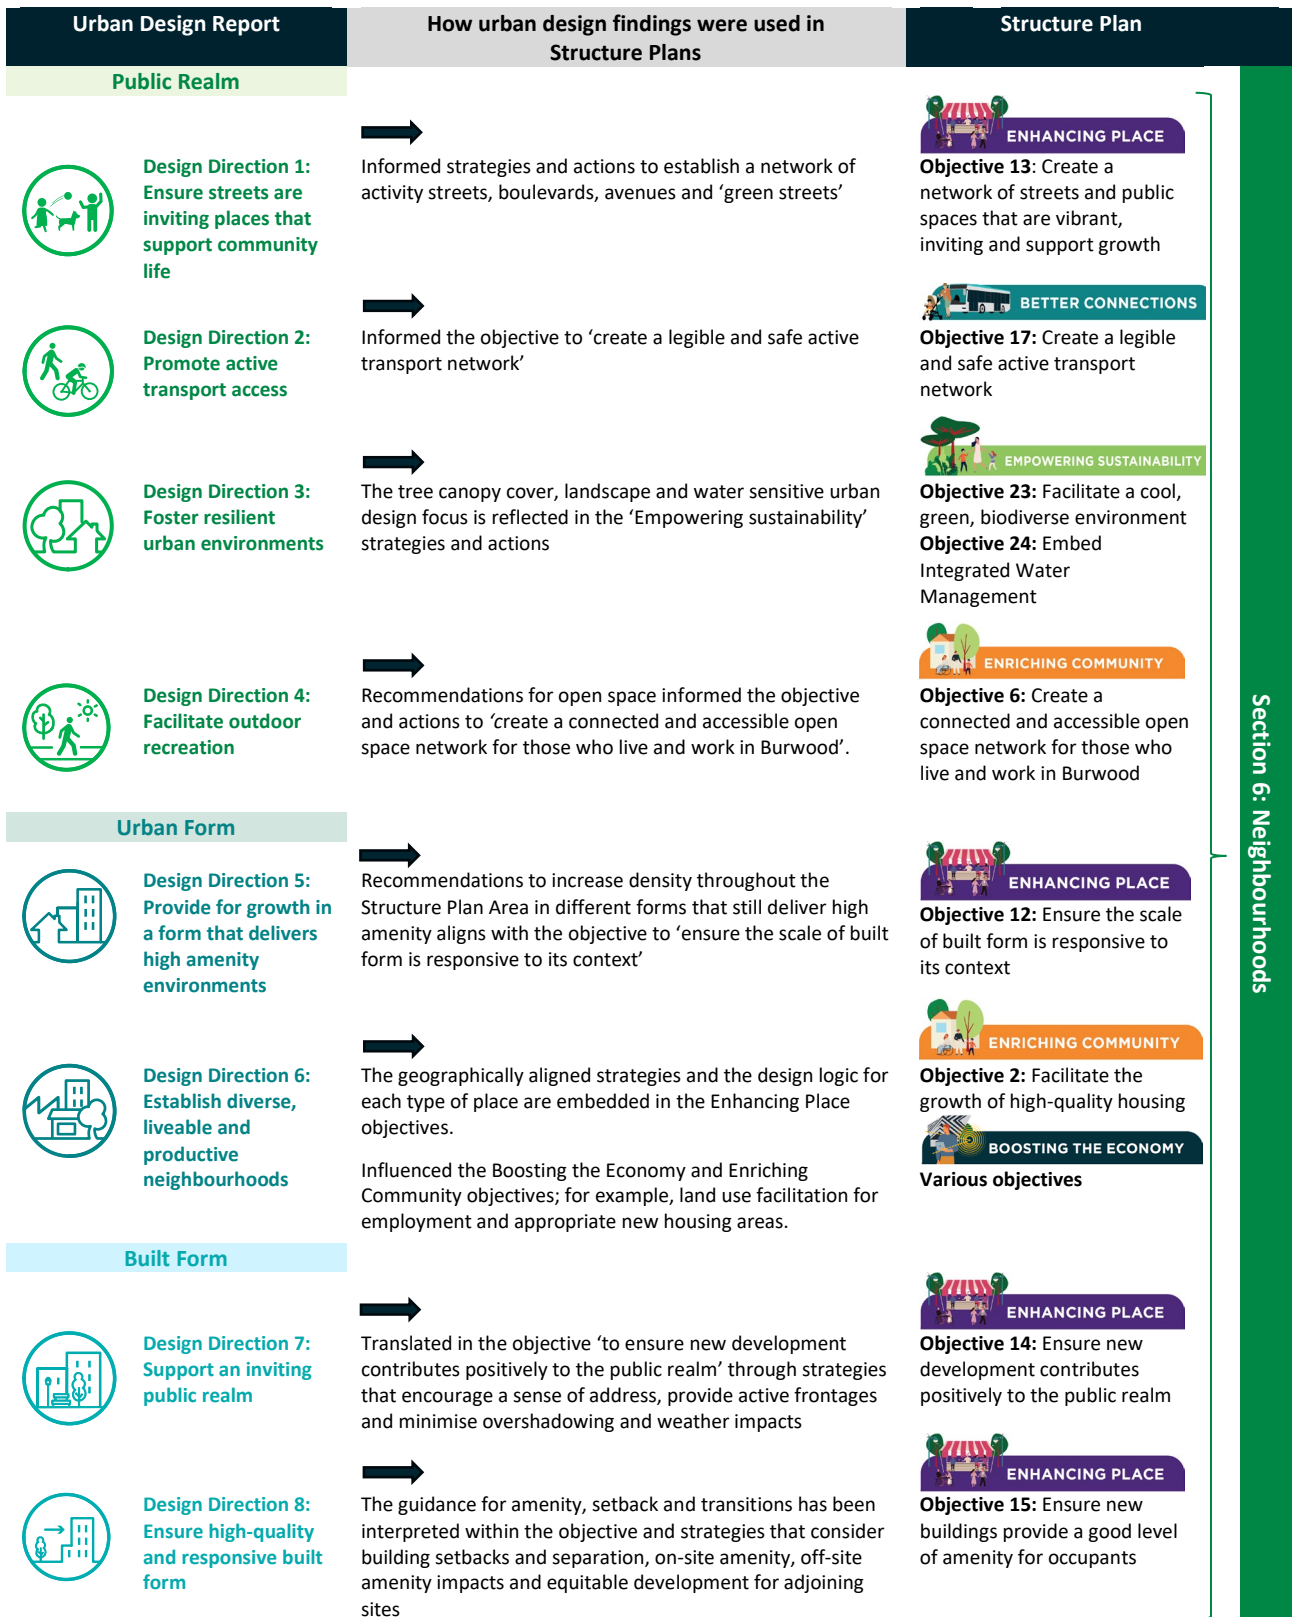 Urban Design Report
How urban design findings were used in
Structure Plans
Structure Plan
Public Realm
Design Direction 1:
Ensure streets are
inviting places that
support community
life
Informed strategies and actions to establish a network of
activity streets, boulevards, avenues and ‘green streets’
ENHANCING PLACE
Objective 13: Create a
network of streets and public
spaces that are vibrant,
inviting and support growth
Design Direction 2:
Promote active
transport access
Informed the objective to ‘create a legible and safe active
transport network’
BETTER CONNECTIONS
Objective 17: Create a legible
and safe active transport
network
Design Direction 3:
Foster resilient
urban environments
The tree canopy cover, landscape and water sensitive urban
design focus is reflected in the ‘Empowering sustainability’
strategies and actions
EMPOWERING SUSTAINABILITY
Objective 23: Facilitate a cool,
green, biodiverse environment
Objective 24: Embed
Integrated Water
Management
Design Direction 4:
Facilitate outdoor
recreation
Recommendations for open space informed the objective
and actions to ‘create a connected and accessible open
space network for those who live and work in Burwood’.
ENRICHING COMMUNITY
Objective 6: Create a
connected and accessible open
space network for those who
live and work in Burwood
Urban Form
Design Direction 5:
Provide for growth in
a form that delivers
high amenity
environments
Recommendations to increase density throughout the
Structure Plan Area in different forms that still deliver high
amenity aligns with the objective to ‘ensure the scale of built
form is responsive to its context’
ENHANCING PLACE
Objective 12: Ensure the scale
of built form is responsive to
its context
Design Direction 6:
Establish diverse,
liveable and
productive
neighbourhoods
The geographically aligned strategies and the design logic for
each type of place are embedded in the Enhancing Place
objectives.
Influenced the Boosting the Economy and Enriching
Community objectives; for example, land use facilitation for
employment and appropriate new housing areas.
ENRICHING COMMUNITY
Objective 2: Facilitate the
growth of high-quality housing
BOOSTING THE ECONOMY
Various objectives
Built Form
Design Direction 7:
Support an inviting
public realm
Translated in the objective ‘to ensure new development
contributes positively to the public realm’ through strategies
that encourage a sense of address, provide active frontages
and minimise overshadowing and weather impacts
ENHANCING PLACE
Objective 14: Ensure new
development contributes
positively to the public realm
Design Direction 8:
Ensure high-quality
and responsive built
form
The guidance for amenity, setback and transitions has been
interpreted within the objective and strategies that consider
building setbacks and separation, on-site amenity, off-site
amenity impacts and equitable development for adjoining
sites
ENHANCING PLACE
Objective 15: Ensure new
buildings provide a good level
of amenity for occupants
Section 6: Neighbourhoods